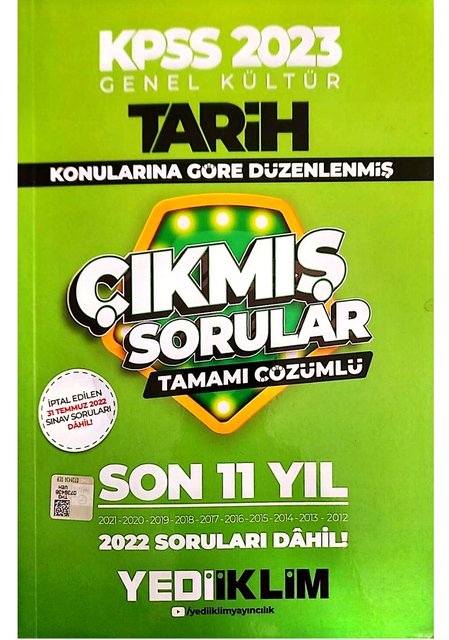 KPSS 2023
GENEL KÜLTÜR
TARİH
KONULARINA GÖRE DÜZENLENMİŞ
ÇIKMIŞ
SORULAR
TAMAMI ÇÖZÜMLÜ
İPTAL EDİLEN
31 TEMMUZ 2022
SINAV SORULARI
DÂHİL!
SON 11 YIL
2021 - 2020 - 2019 - 2018 - 2017 - 2016 - 2015 - 2014 - 2013 - 2012
2022 SORULARI DÂHİL!
YEDİİKLİM
/yediiklimyayıncılık